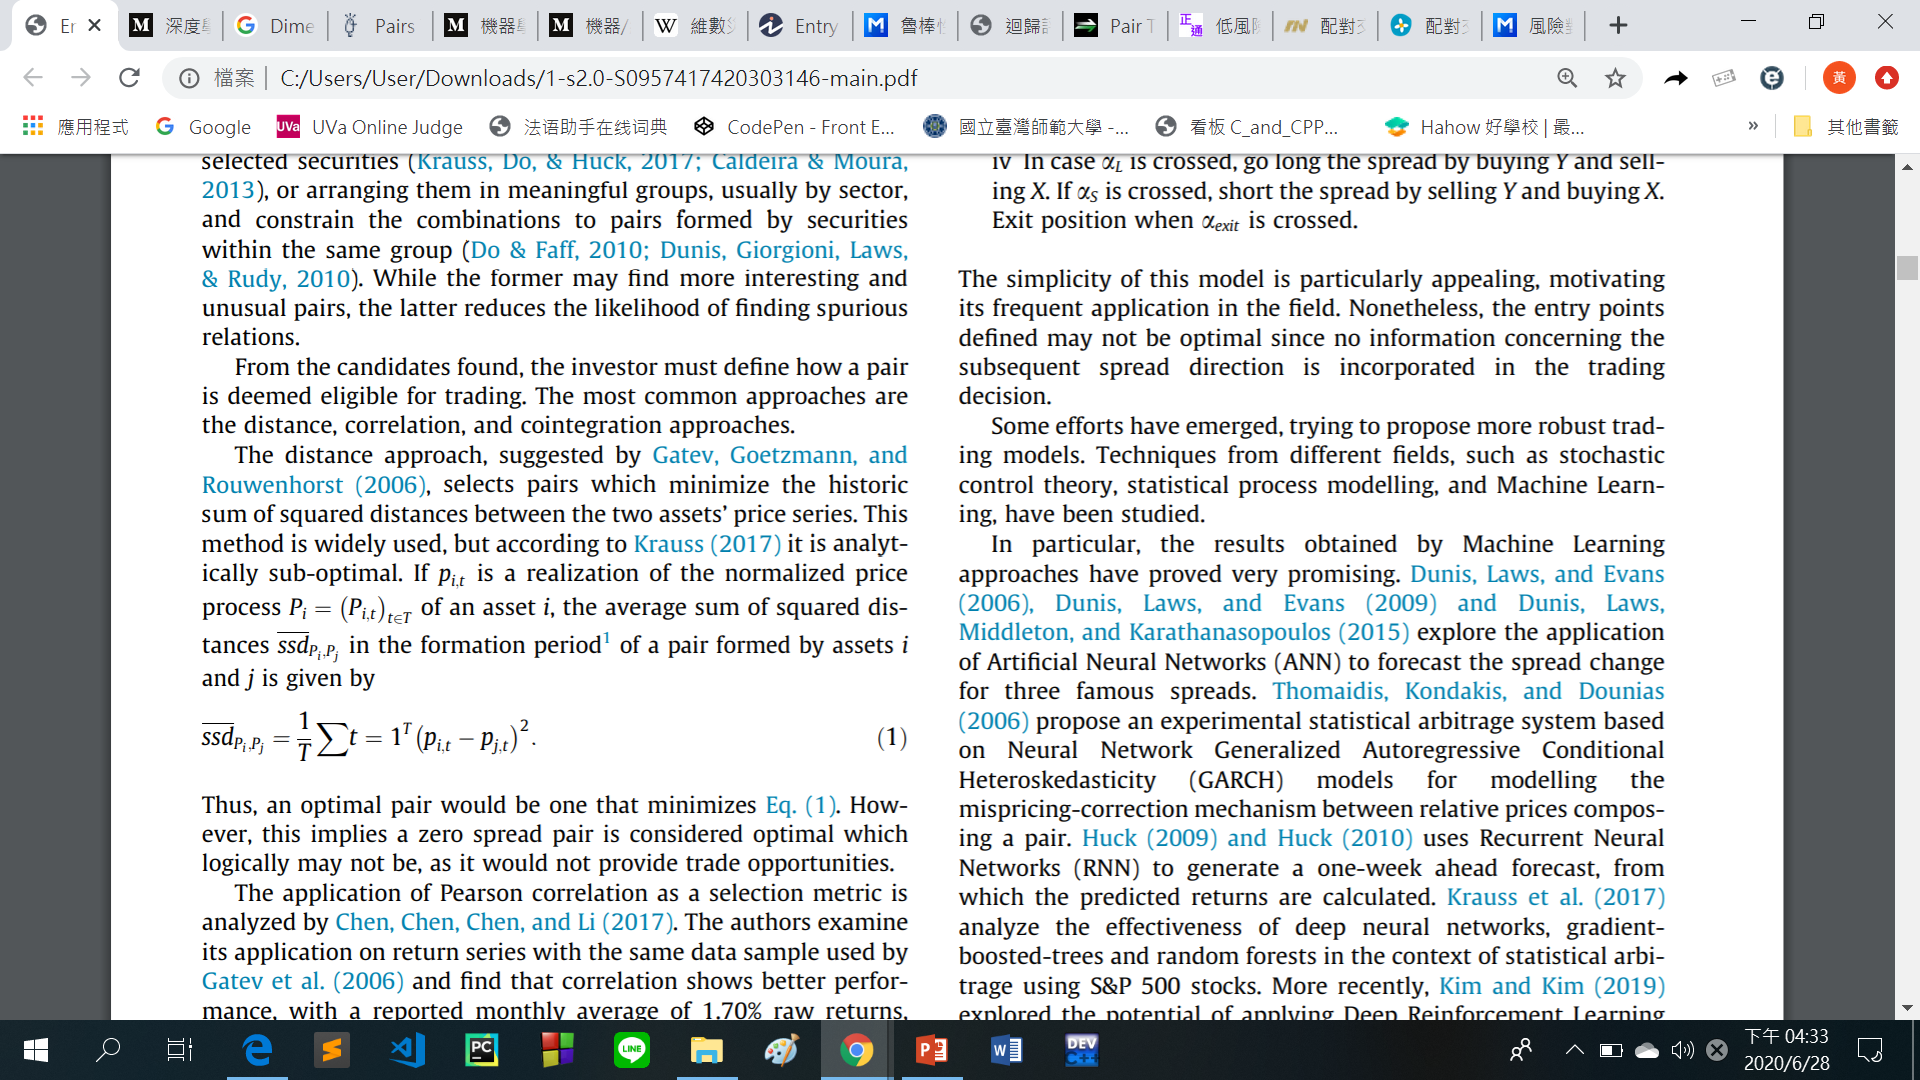 Er
深度
Dime
Pairs
機器
機器/
維數
Entry
魯棒
迴歸
Pair T
低風
配對
配對
風險
檔案
C:/Users/User/Downloads/1-s2.0-S0957417420303146-main.pdf
黃
應用程式
Google
UVa Online Judge
法语助手在线词典
CodePen - Front E...
國立臺灣師範大學 -...
看板 C_and_CPP...
Hahow 好學校 | 最...
»
其他書籤
selected securities (Krauss, Do, & Huck, 2017; Caldeira & Moura,
2013), or arranging them in meaningful groups, usually by sector,
and constrain the combinations to pairs formed by securities
within the same group (Do & Faff, 2010; Dunis, Giorgioni, Laws,
& Rudy, 2010). While the former may find more interesting and
unusual pairs, the latter reduces the likelihood of finding spurious
relations.
From the candidates found, the investor must define how a pair
is deemed eligible for trading. The most common approaches are
the distance, correlation, and cointegration approaches.
The distance approach, suggested by Gatev, Goetzmann, and
Rouwenhorst (2006), selects pairs which minimize the historic
sum of squared distances between the two assets’ price series. This
method is widely used, but according to Krauss (2017) it is analyt-
ically sub-optimal. If p_{i,t} is a realization of the normalized price
process P_i = (P_{i,t})_{t∈T} of an asset i, the average sum of squared dis-
tances \overline{ssd}_{P_i,P_j} in the formation period¹ of a pair formed by assets i
and j is given by
\overline{ssd}_{P_i,P_j} = \frac{1}{T} ∑ t = 1^T (p_{i,t} − p_{j,t})^2. (1)
Thus, an optimal pair would be one that minimizes Eq. (1). How-
ever, this implies a zero spread pair is considered optimal which
logically may not be, as it would not provide trade opportunities.
The application of Pearson correlation as a selection metric is
analyzed by Chen, Chen, Chen, and Li (2017). The authors examine
its application on return series with the same data sample used by
Gatev et al. (2006) and find that correlation shows better perfor-
mance, with a reported monthly average of 1.70% raw returns,
iv In case α_L is crossed, go long the spread by buying Y and sell-
ing X. If α_S is crossed, short the spread by selling Y and buying X.
Exit position when α_{exit} is crossed.
The simplicity of this model is particularly appealing, motivating
its frequent application in the field. Nonetheless, the entry points
defined may not be optimal since no information concerning the
subsequent spread direction is incorporated in the trading
decision.
Some efforts have emerged, trying to propose more robust trad-
ing models. Techniques from different fields, such as stochastic
control theory, statistical process modelling, and Machine Learn-
ing, have been studied.
In particular, the results obtained by Machine Learning
approaches have proved very promising. Dunis, Laws, and Evans
(2006), Dunis, Laws, and Evans (2009) and Dunis, Laws,
Middleton, and Karathanasopoulos (2015) explore the application
of Artificial Neural Networks (ANN) to forecast the spread change
for three famous spreads. Thomaidis, Kondakis, and Dounias
(2006) propose an experimental statistical arbitrage system based
on Neural Network Generalized Autoregressive Conditional
Heteroskedasticity (GARCH) models for modelling the
mispricing-correction mechanism between relative prices compos-
ing a pair. Huck (2009) and Huck (2010) uses Recurrent Neural
Networks (RNN) to generate a one-week ahead forecast, from
which the predicted returns are calculated. Krauss et al. (2017)
analyze the effectiveness of deep neural networks, gradient-
boosted-trees and random forests in the context of statistical arbi-
trage using S&P 500 stocks. More recently, Kim and Kim (2019)
explored the potential of applying Deep Reinforcement Learning
PC
LINE
DEV
C++
下午 04:33
2020/6/28